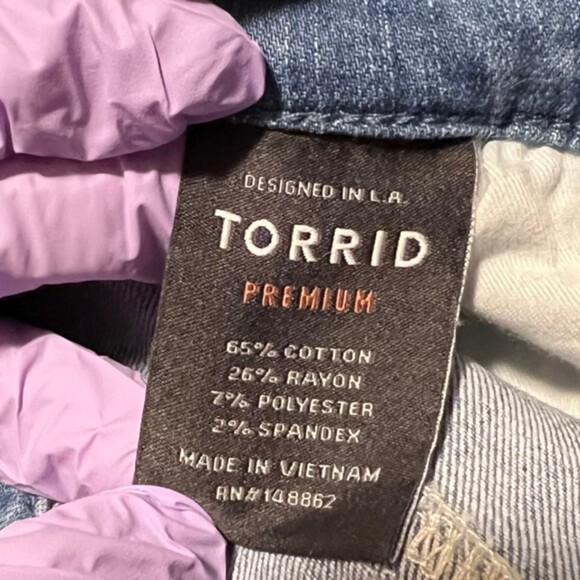 DESIGNED IN L.A.
TORRID
PREMIUM
65% COTTON
26% RAYON
7% POLYESTER
2% SPANDEX
MADE IN VIETNAM
RN#148862